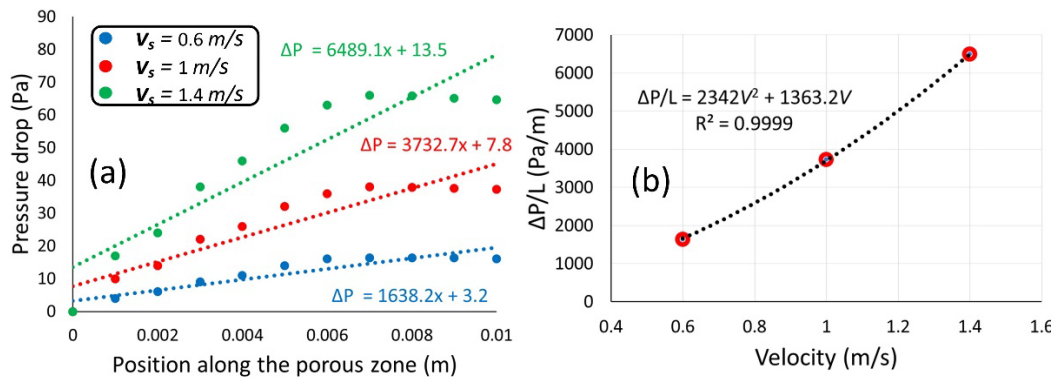 90
80
70
60
50
40
30
20
10
0
Pressure drop (Pa)
Vₛ = 0.6 m/s
Vₛ = 1 m/s
Vₛ = 1.4 m/s
(a)
ΔP = 6489.1x + 13.5
ΔP = 3732.7x + 7.8
ΔP = 1638.2x + 3.2
0 0.002 0.004 0.006 0.008 0.01
Position along the porous zone (m)
7000
6000
5000
4000
3000
2000
1000
0
ΔP/L (Pa/m)
ΔP/L = 2342V² + 1363.2V
R² = 0.9999
(b)
0.4 0.6 0.8 1 1.2 1.4 1.6
Velocity (m/s)